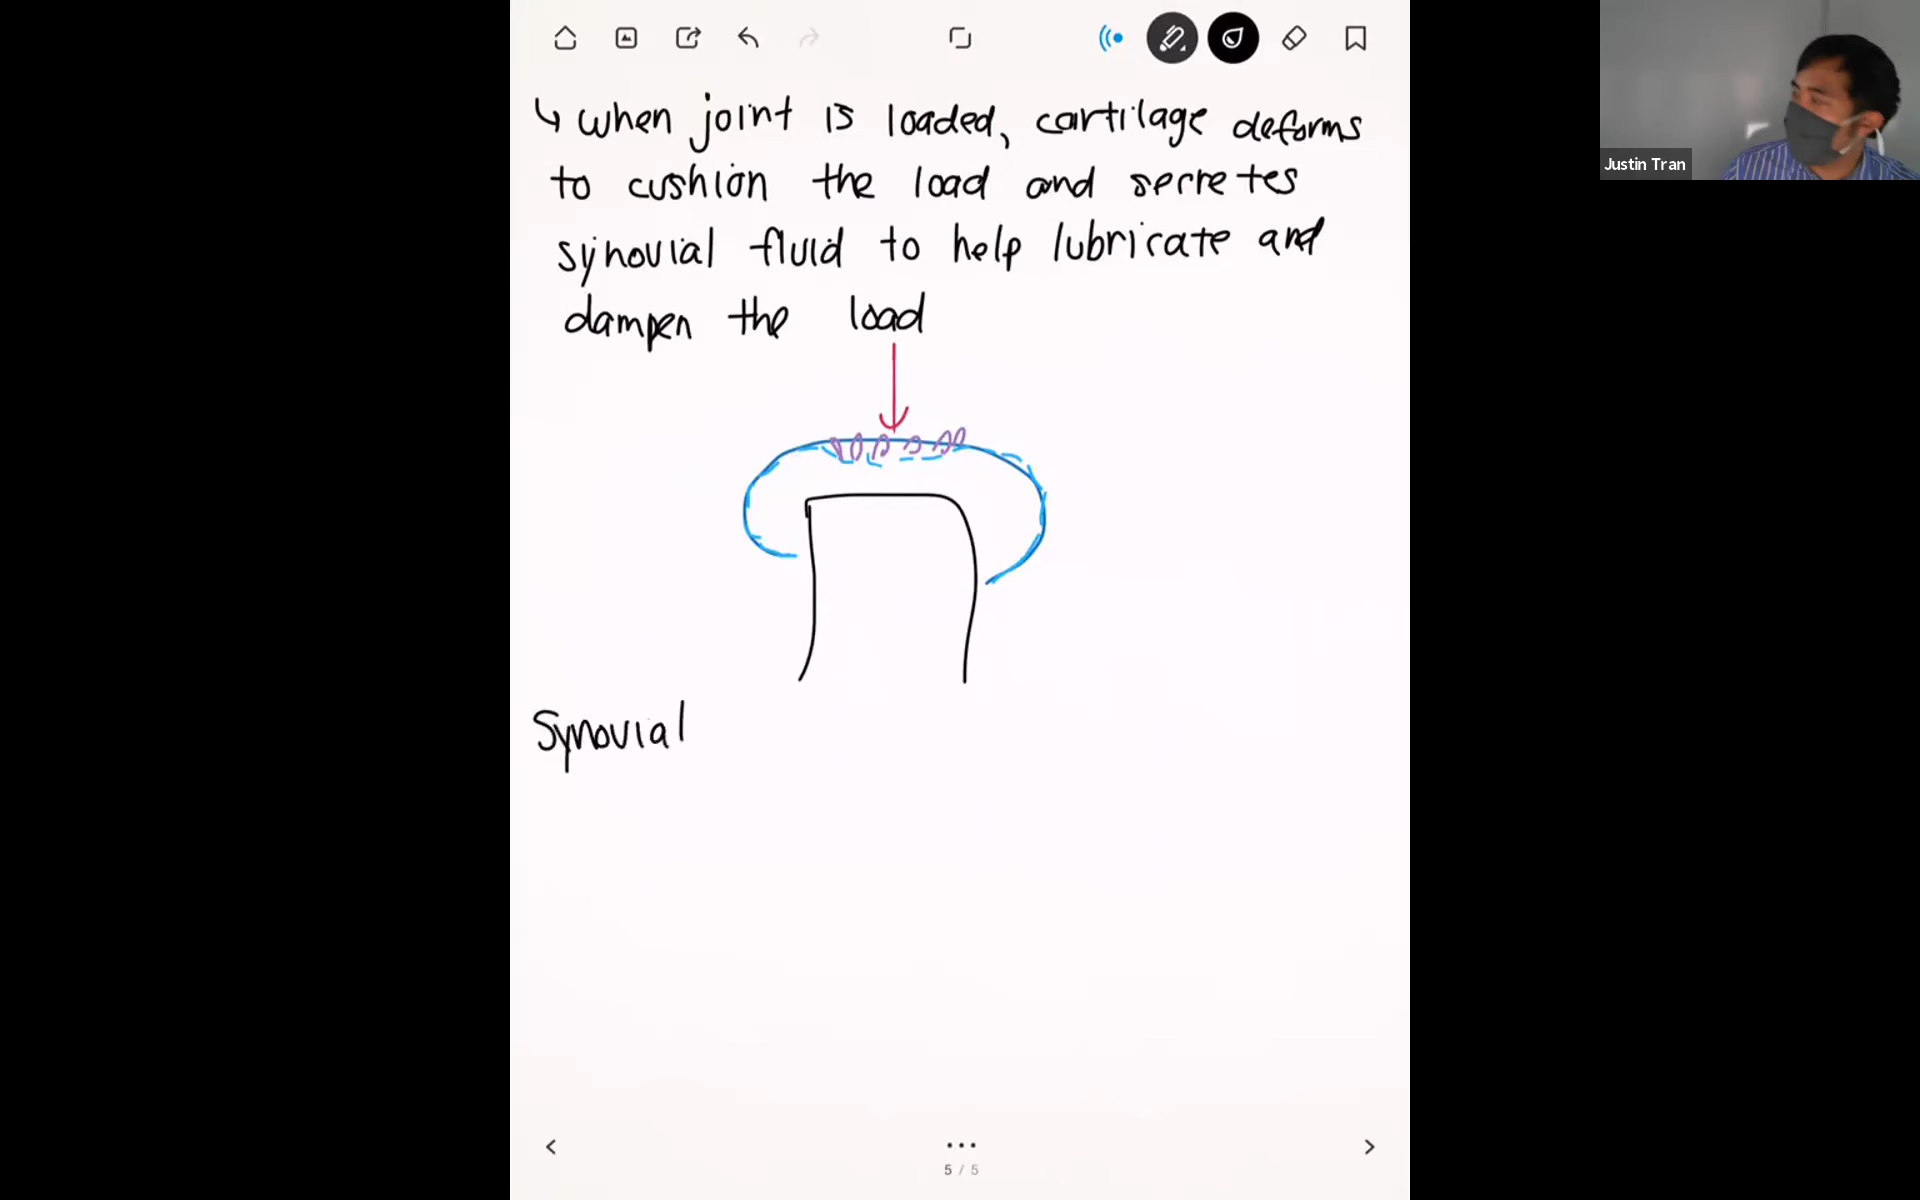 ↳ when joint is loaded, cartilage deforms
to cushion the load and secretes
synovial fluid to help lubricate and
dampen the load
Synovial
5 / 5
Justin Tran